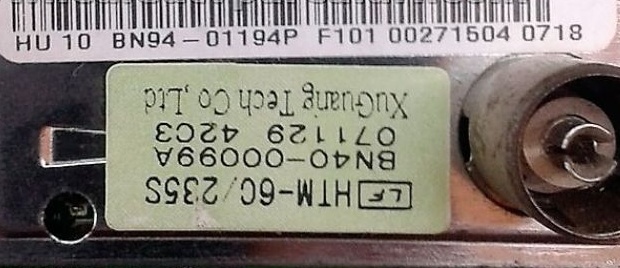 HU 10 BN94-01194P F101 00271504 0718
LF HTM-6C/235S
BN40-00099A
071129 42C3
XuGuang Tech Co,Ltd